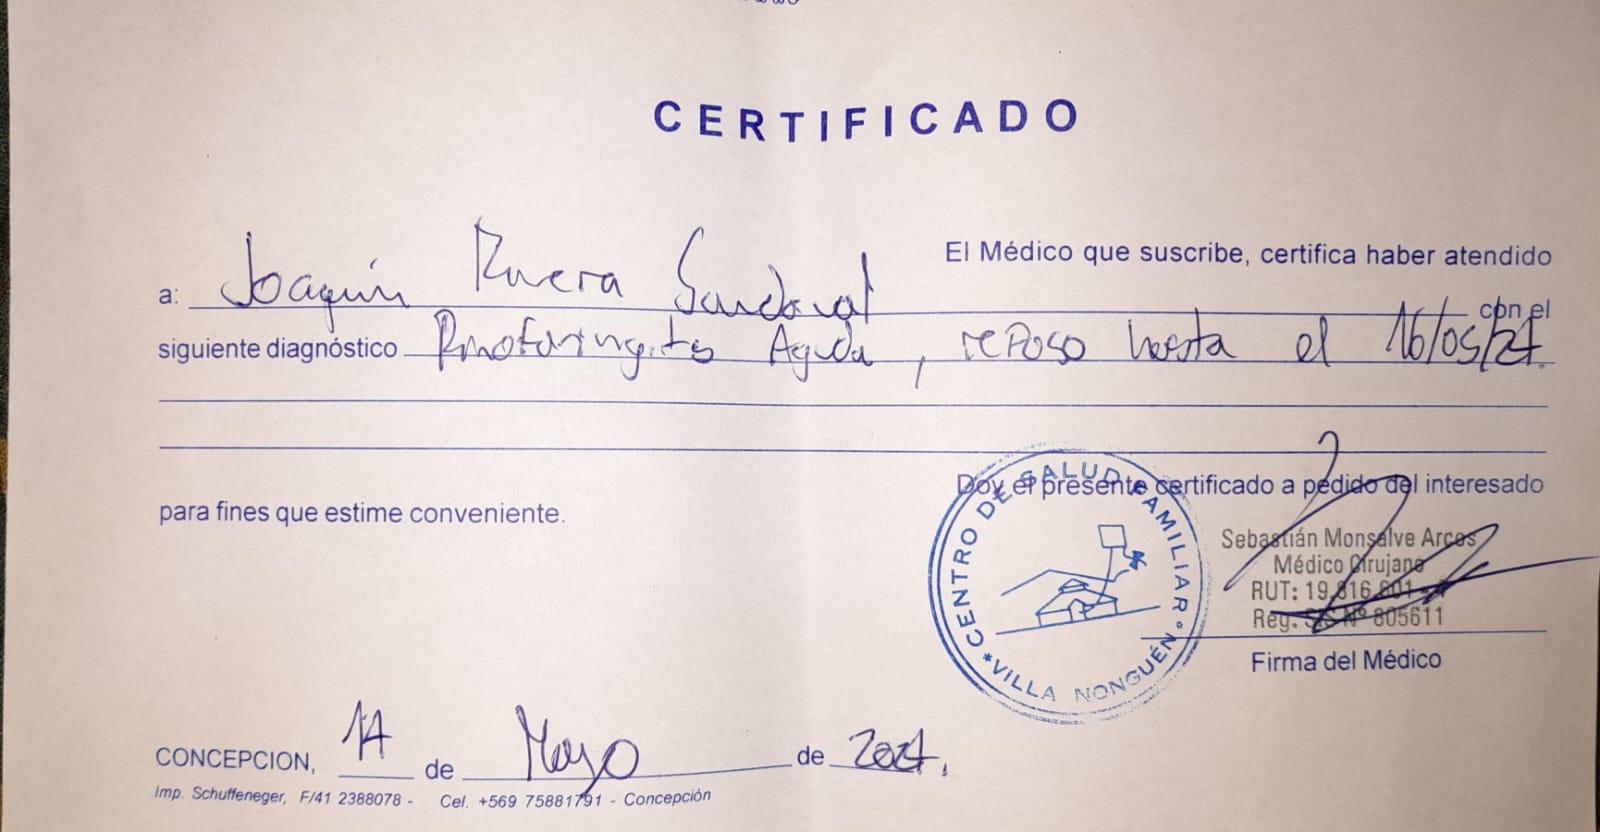 CERTIFICADO
El Médico que suscribe, certifica haber atendido
a: Joaquín Rivera Sandoval con el
siguiente diagnóstico Rinofaringitis Aguda, reposo hasta el 16/05/24.
Doy el presente certificado a pedido del interesado
para fines que estime conveniente.
CENTRO DE SALUD FAMILIAR * VILLA NONGUÉN *
Sebastián Monsalve Arcos
Médico Cirujano
RUT: 19.816.601
Reg. SIS Nº 805611
Firma del Médico
CONCEPCION, 14 de Mayo de 2024.
Imp. Schuffeneger, F/41 2388078 - Cel. +569 75881791 - Concepción